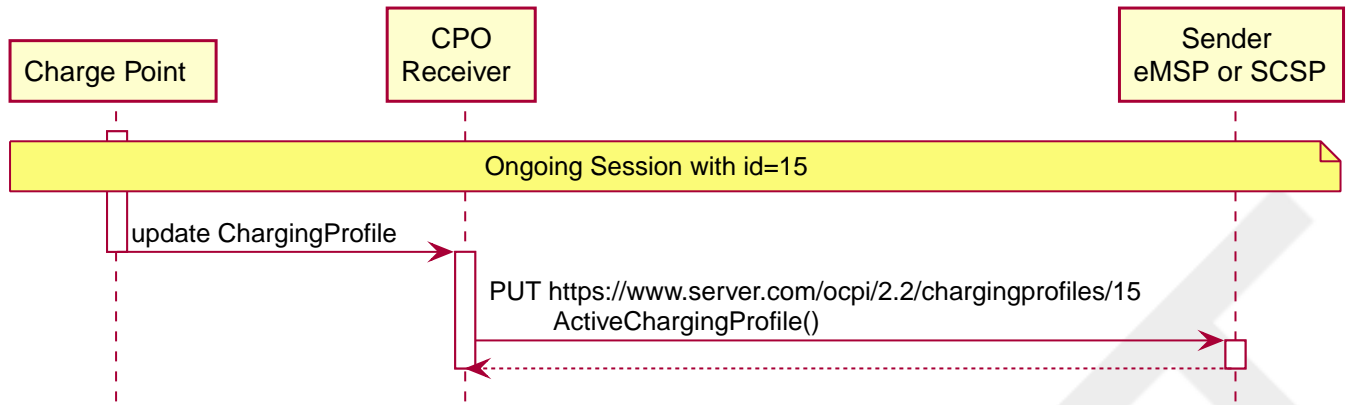 Charge Point
CPO
Receiver
Sender
eMSP or SCSP
Ongoing Session with id=15
update ChargingProfile
PUT https://www.server.com/ocpi/2.2/chargingprofiles/15
ActiveChargingProfile()